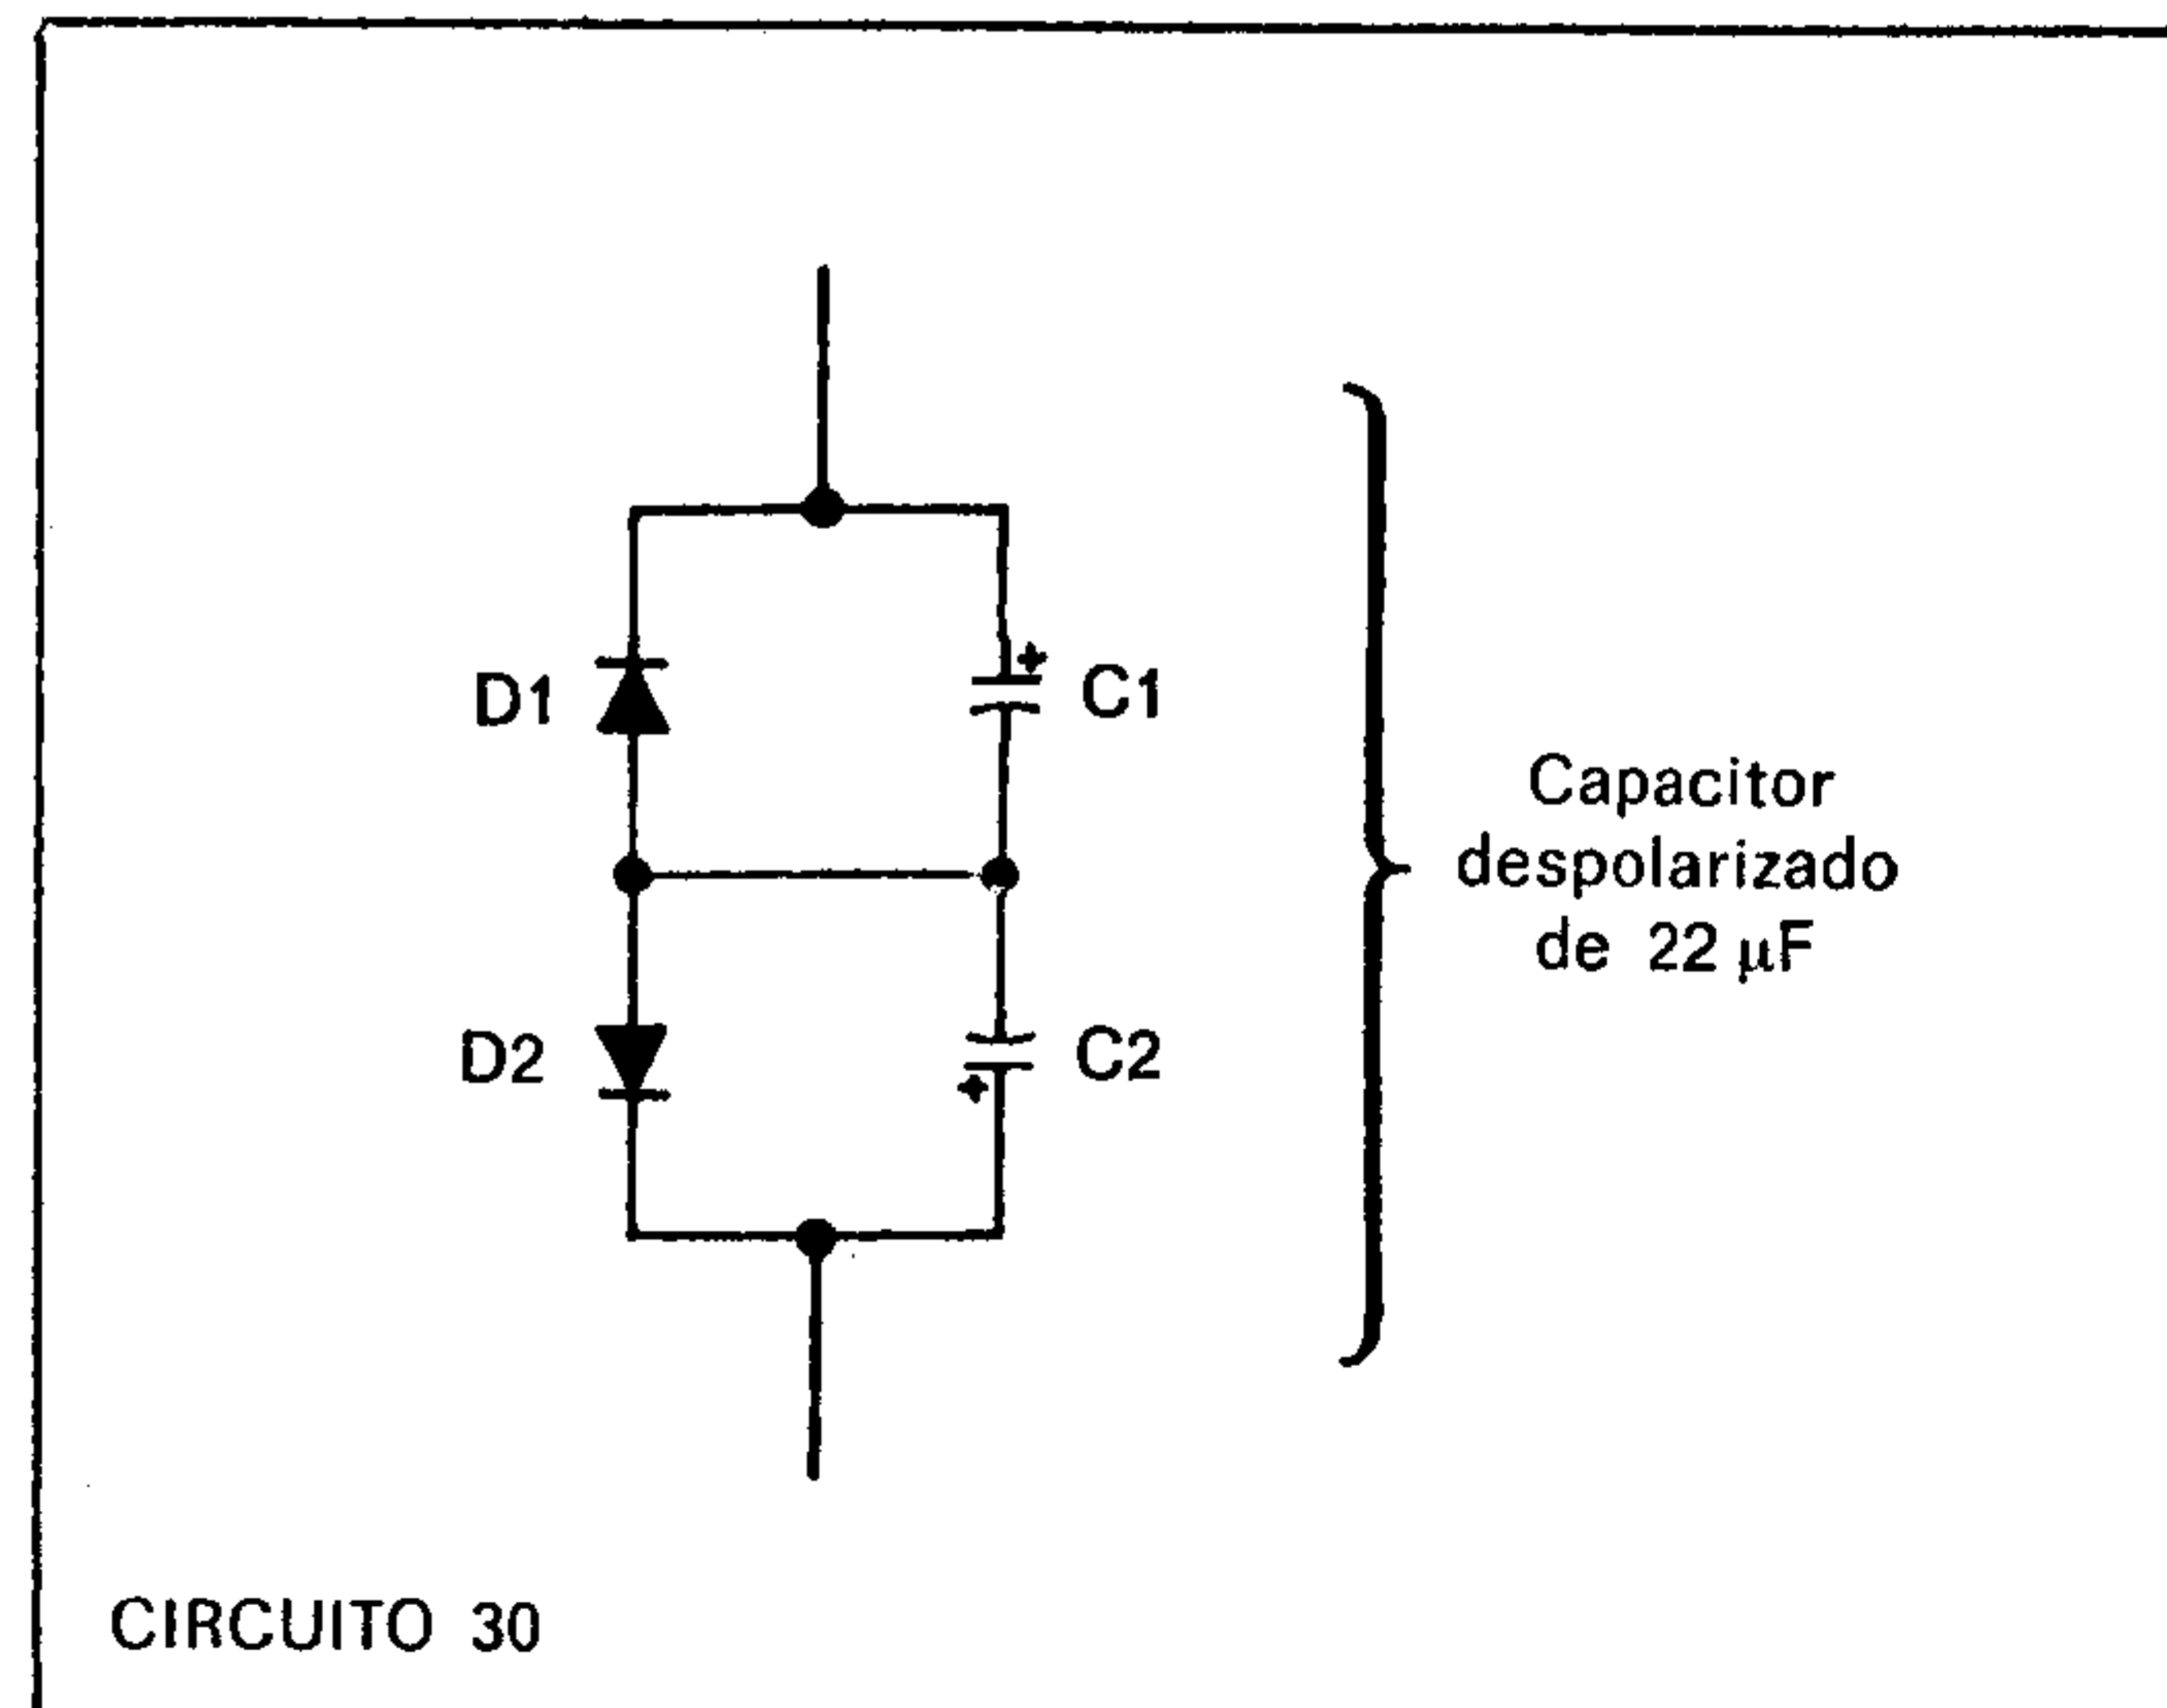 D1
+
C1
Capacitor
despolarizado
de 22 µF
D2
C2
+
CIRCUITO 30